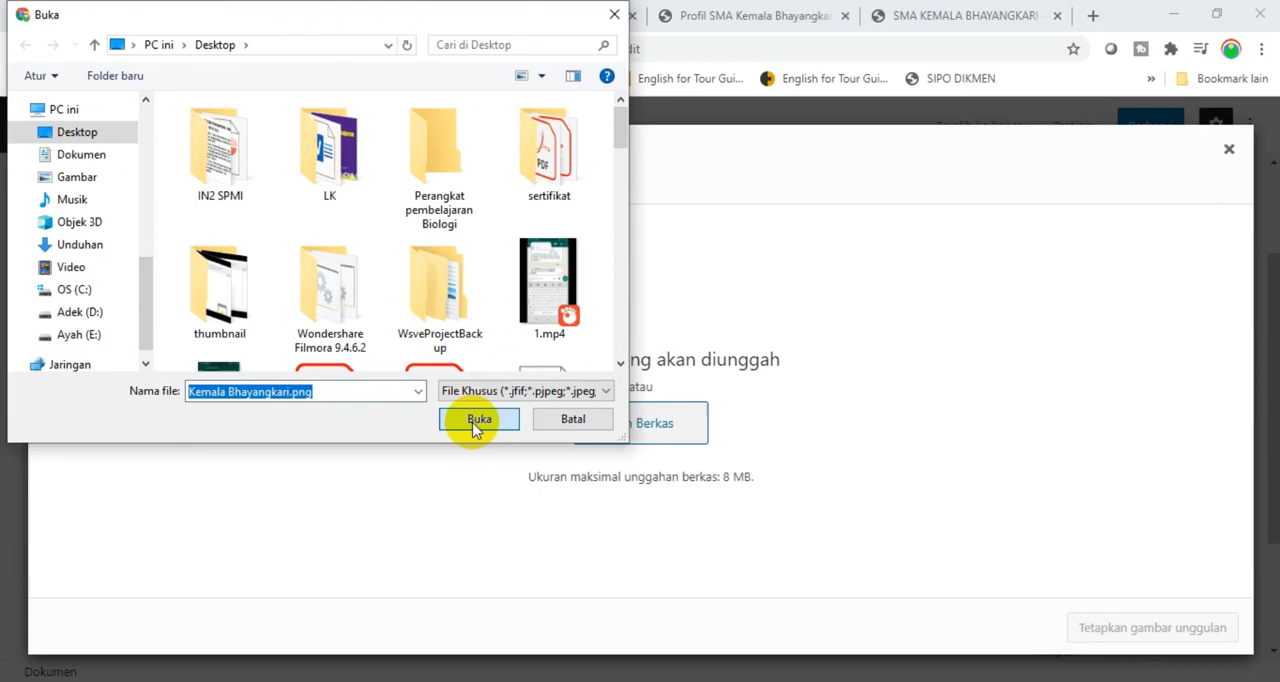 Buka
Profil SMA Kemala Bhayangka
SMA KEMALA BHAYANGKARI -
PC ini
Desktop
Cari di Desktop
dit
Atur
Folder baru
English for Tour Gui...
English for Tour Gui...
SIPO DIKMEN
»
Bookmark lain
PC ini
Desktop
Dokumen
Gambar
Musik
Objek 3D
Unduhan
Video
OS (C:)
Adek (D:)
Ayah (E:)
Jaringan
IN2 SPMI
LK
Perangkat
pembelajaran
Biologi
sertifikat
PDF
thumbnail
Wondershare
Filmora 9.4.6.2
WsveProjectBack
up
1.mp4
Nama file:
Kemala Bhayangkari.png
File Khusus (*.jfif;*.pjpeg;*.jpeg
Buka
Batal
ng akan diunggah
atau
Berkas
Ukuran maksimal unggahan berkas: 8 MB.
Tetapkan gambar unggulan
Dokumen